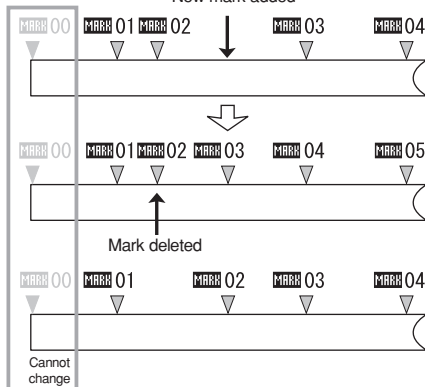 New mark added
MARK 00 MARK 01 MARK 02 MARK 03 MARK 04
MARK 00 MARK 01 MARK 02 MARK 03 MARK 04 MARK 05
Mark deleted
MARK 00 MARK 01 MARK 02 MARK 03 MARK 04
Cannot
change